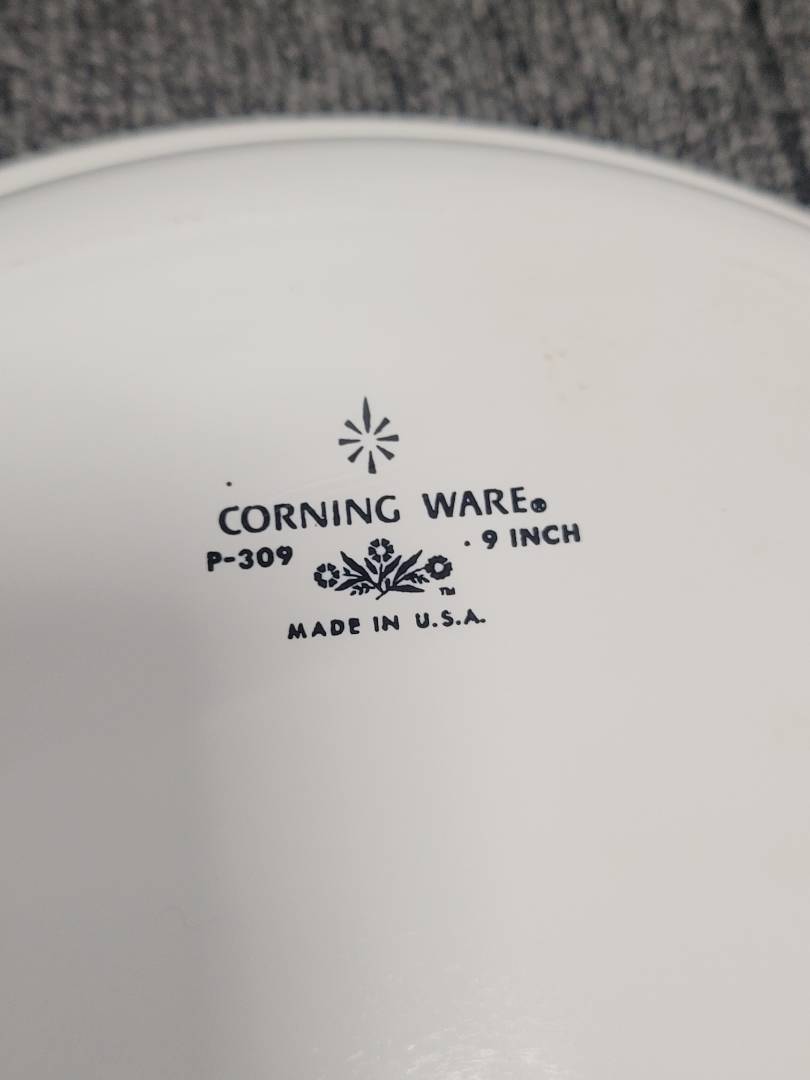 CORNING WARE®
P-309 · 9 INCH
TM
MADE IN U.S.A.